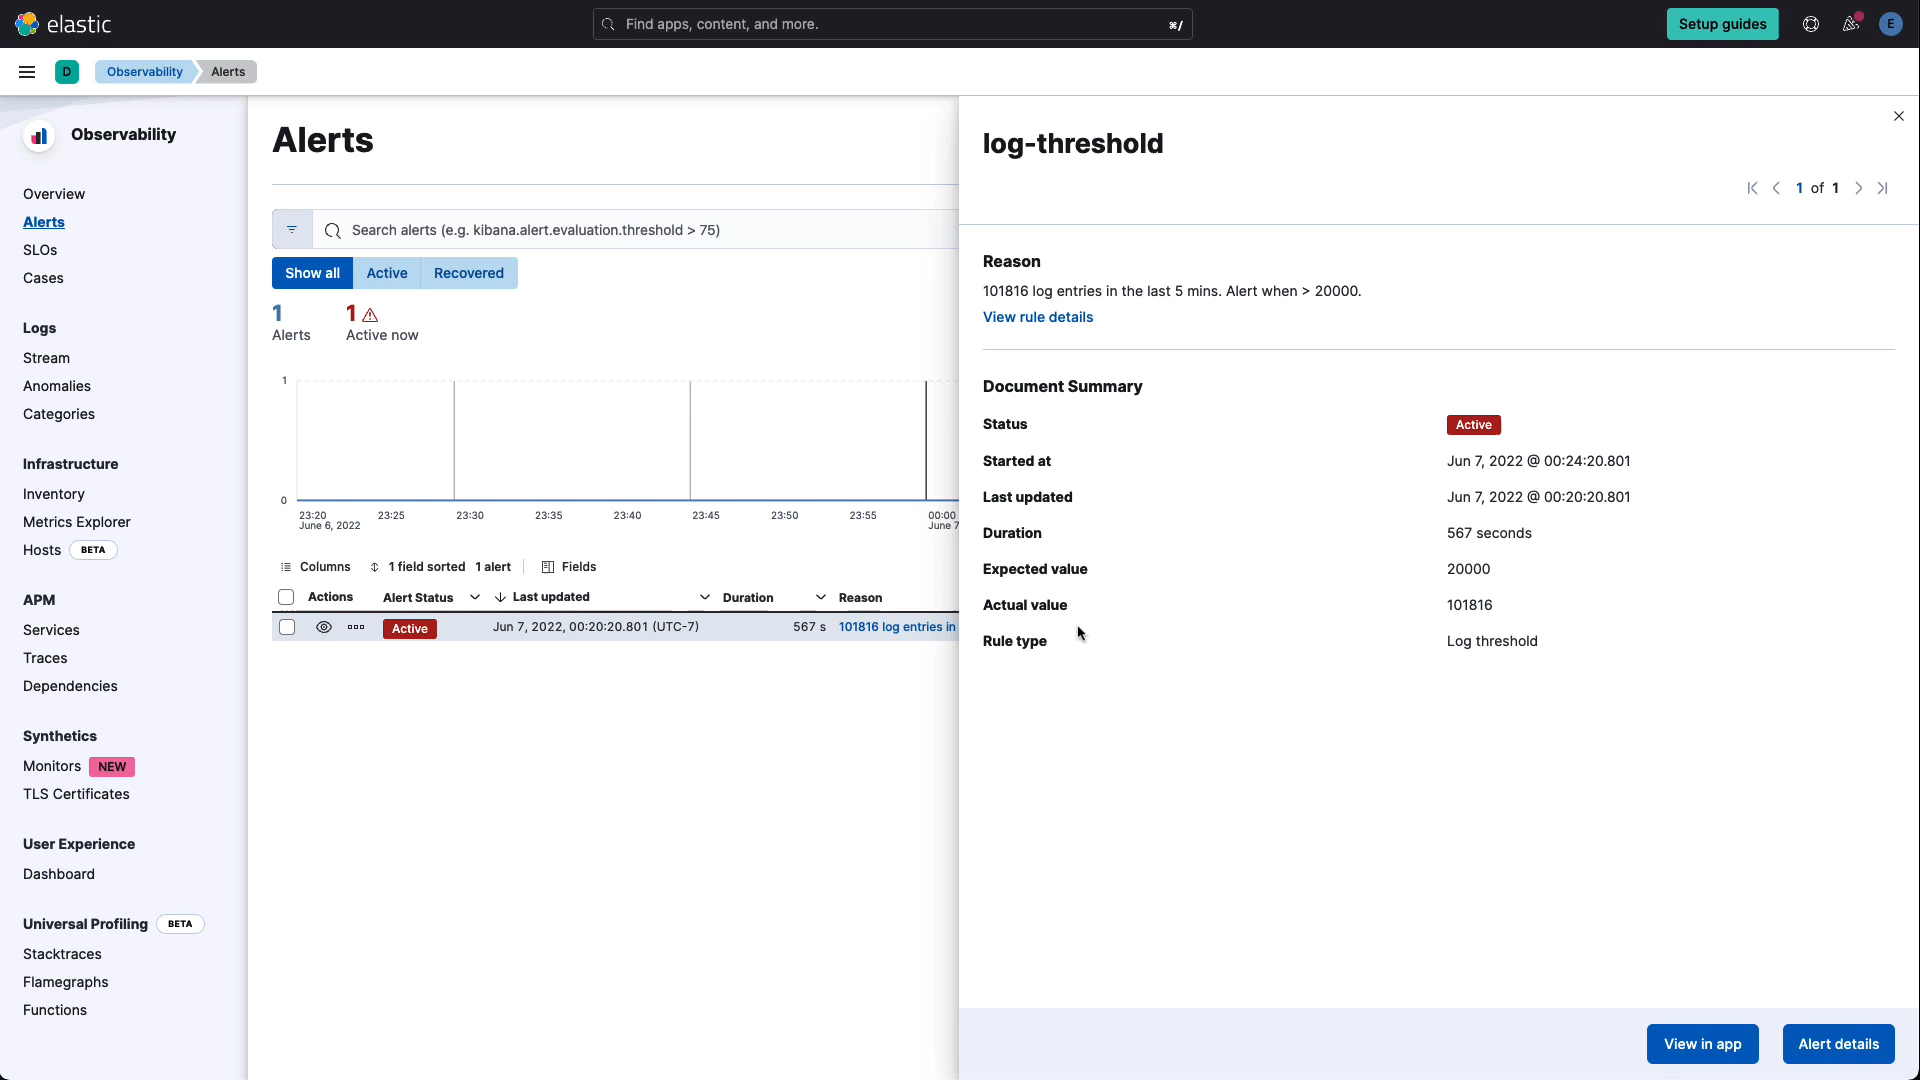 elastic
Find apps, content, and more.
⌘/
Setup guides
E
D
Observability
Alerts
Observability
Overview
Alerts
SLOs
Cases
Logs
Stream
Anomalies
Categories
Infrastructure
Inventory
Metrics Explorer
Hosts BETA
APM
Services
Traces
Dependencies
Synthetics
Monitors NEW
TLS Certificates
User Experience
Dashboard
Universal Profiling BETA
Stacktraces
Flamegraphs
Functions
Alerts
Search alerts (e.g. kibana.alert.evaluation.threshold > 75)
Show all Active Recovered
1 1
Alerts Active now
1
0
23:20 23:25 23:30 23:35 23:40 23:45 23:50 23:55 00:00
June 6, 2022 June 7
Columns 1 field sorted 1 alert Fields
Actions Alert Status Last updated Duration Reason
Active Jun 7, 2022, 00:20:20.801 (UTC-7) 567 s 101816 log entries in
log-threshold
1 of 1
Reason
101816 log entries in the last 5 mins. Alert when > 20000.
View rule details
Document Summary
Status Active
Started at Jun 7, 2022 @ 00:24:20.801
Last updated Jun 7, 2022 @ 00:20:20.801
Duration 567 seconds
Expected value 20000
Actual value 101816
Rule type Log threshold
View in app Alert details